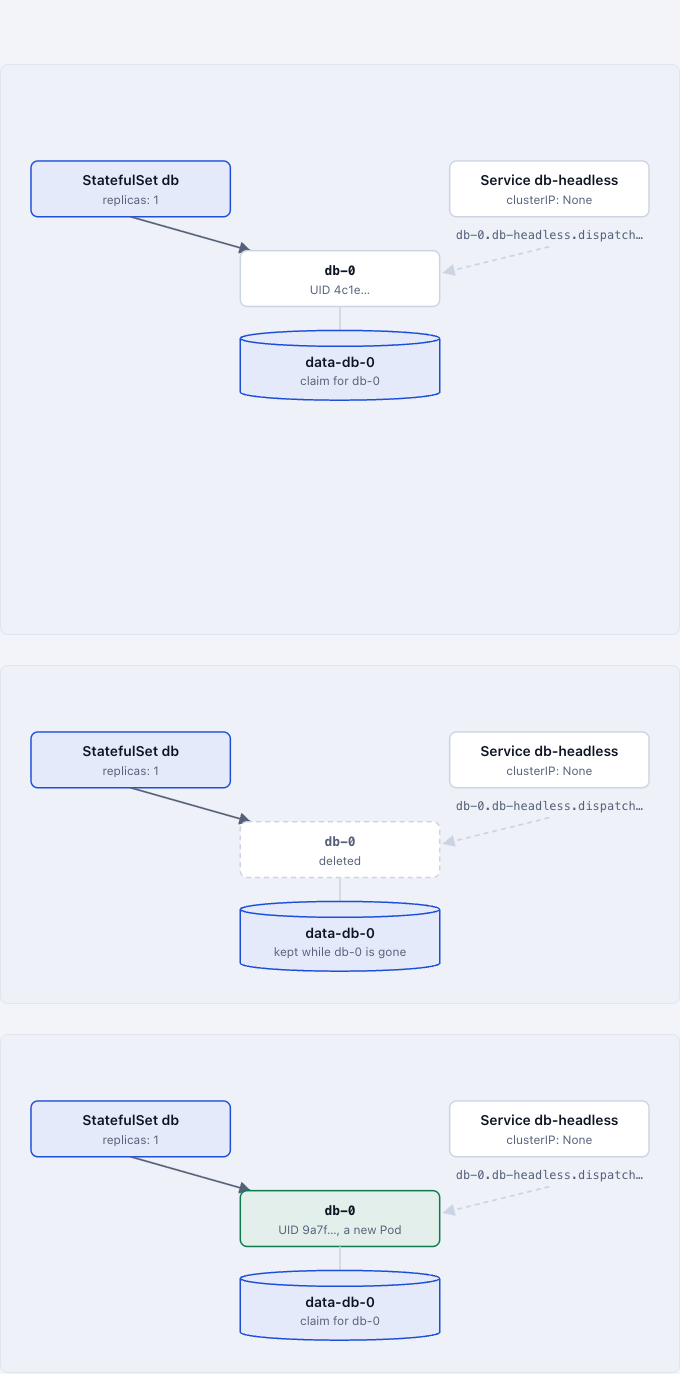 StatefulSet db
replicas: 1
Service db-headless
clusterIP: None
db-0.db-headless.dispatch…
db-0
UID 4c1e…
data-db-0
claim for db-0
StatefulSet db
replicas: 1
Service db-headless
clusterIP: None
db-0.db-headless.dispatch…
db-0
deleted
data-db-0
kept while db-0 is gone
StatefulSet db
replicas: 1
Service db-headless
clusterIP: None
db-0.db-headless.dispatch…
db-0
UID 9a7f…, a new Pod
data-db-0
claim for db-0